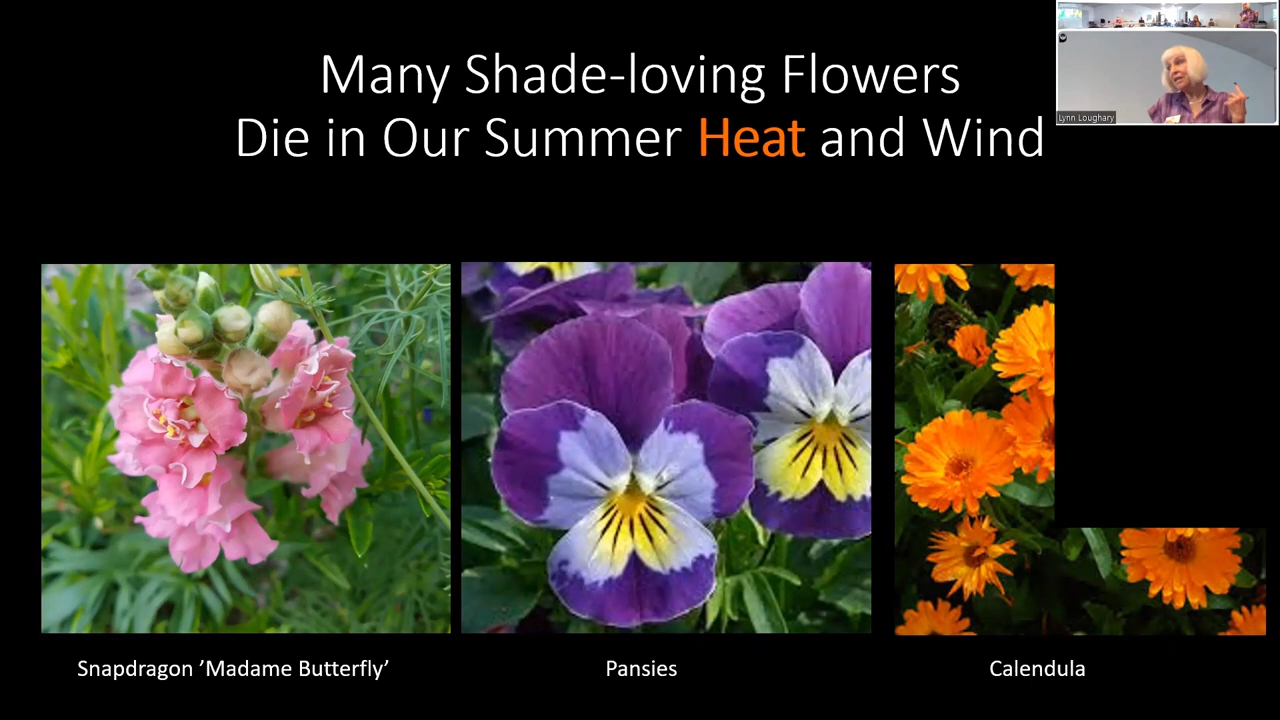 Many Shade-loving Flowers
Die in Our Summer Heat and Wind
Lynn Loughary
Snapdragon ’Madame Butterfly’
Pansies
Calendula